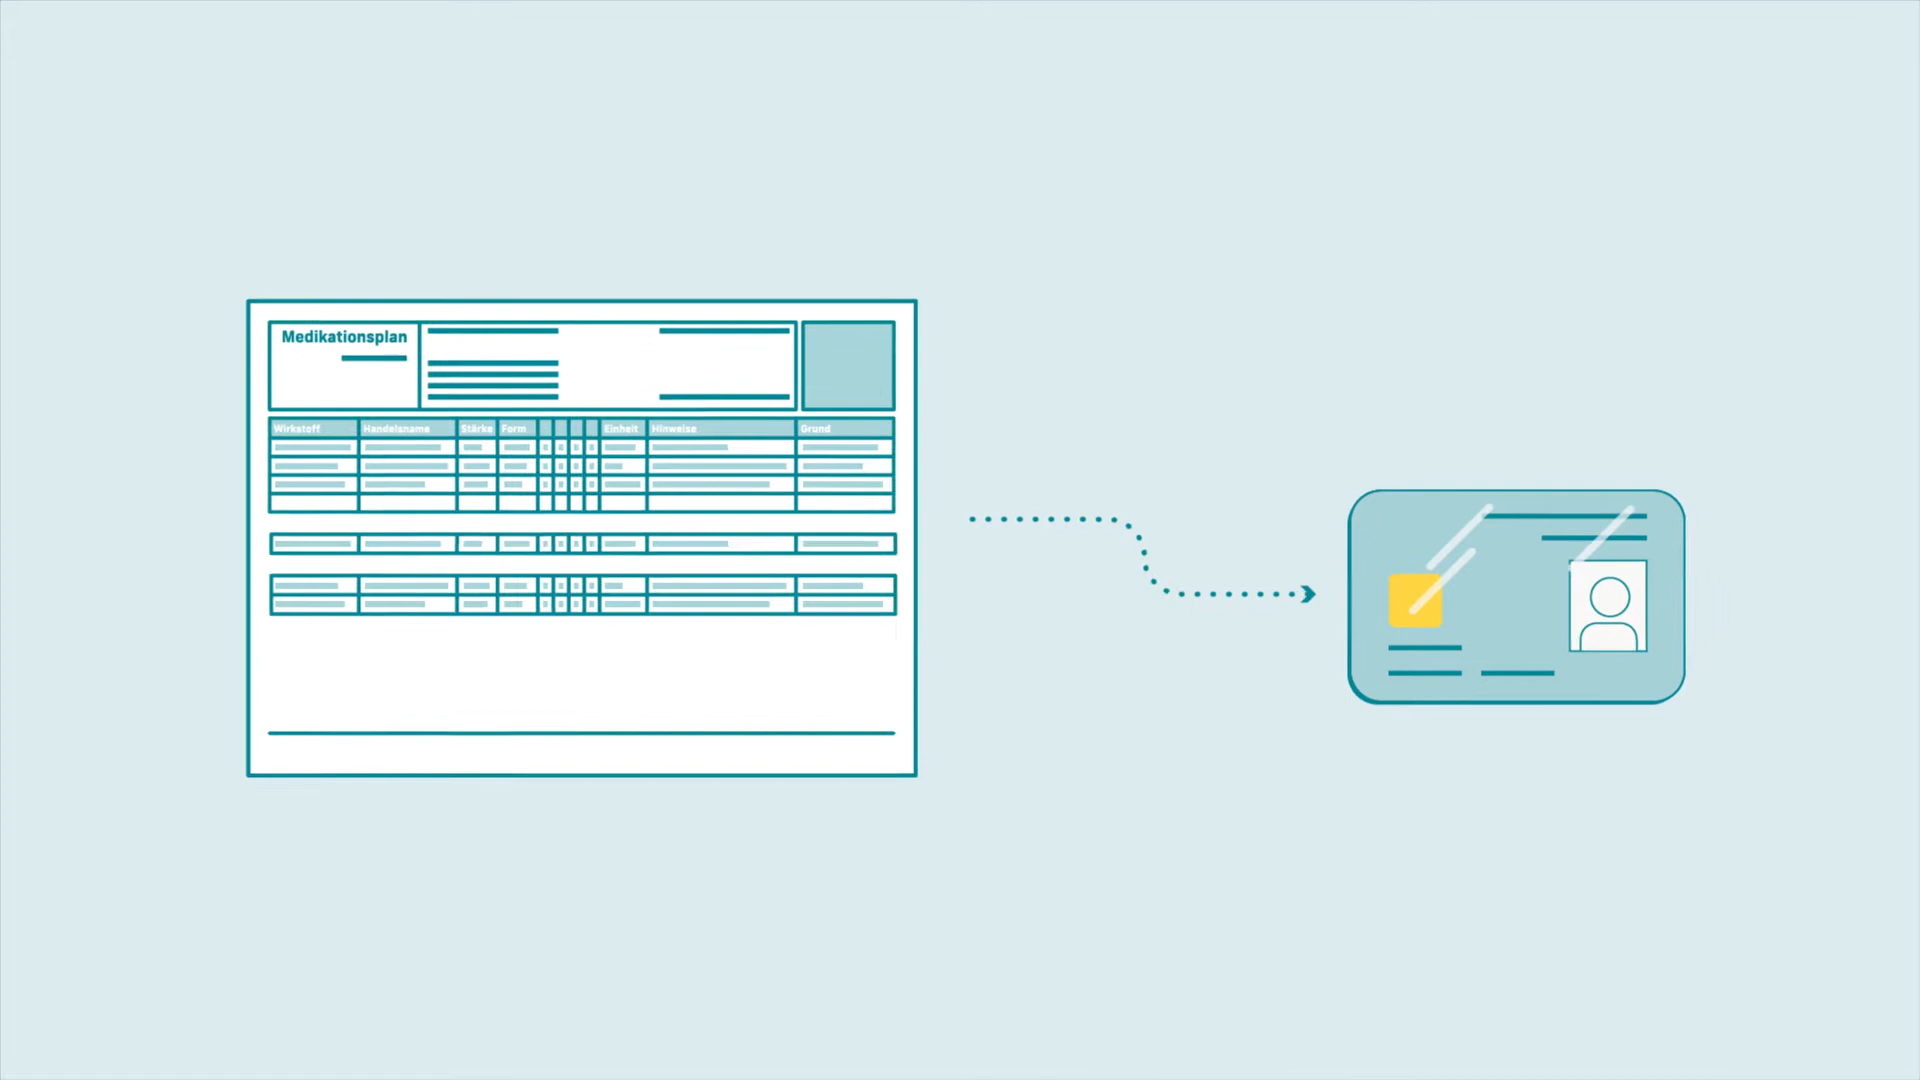 Medikationsplan
Wirkstoff Handelsname Stärke Form Einheit Hinweise Grund